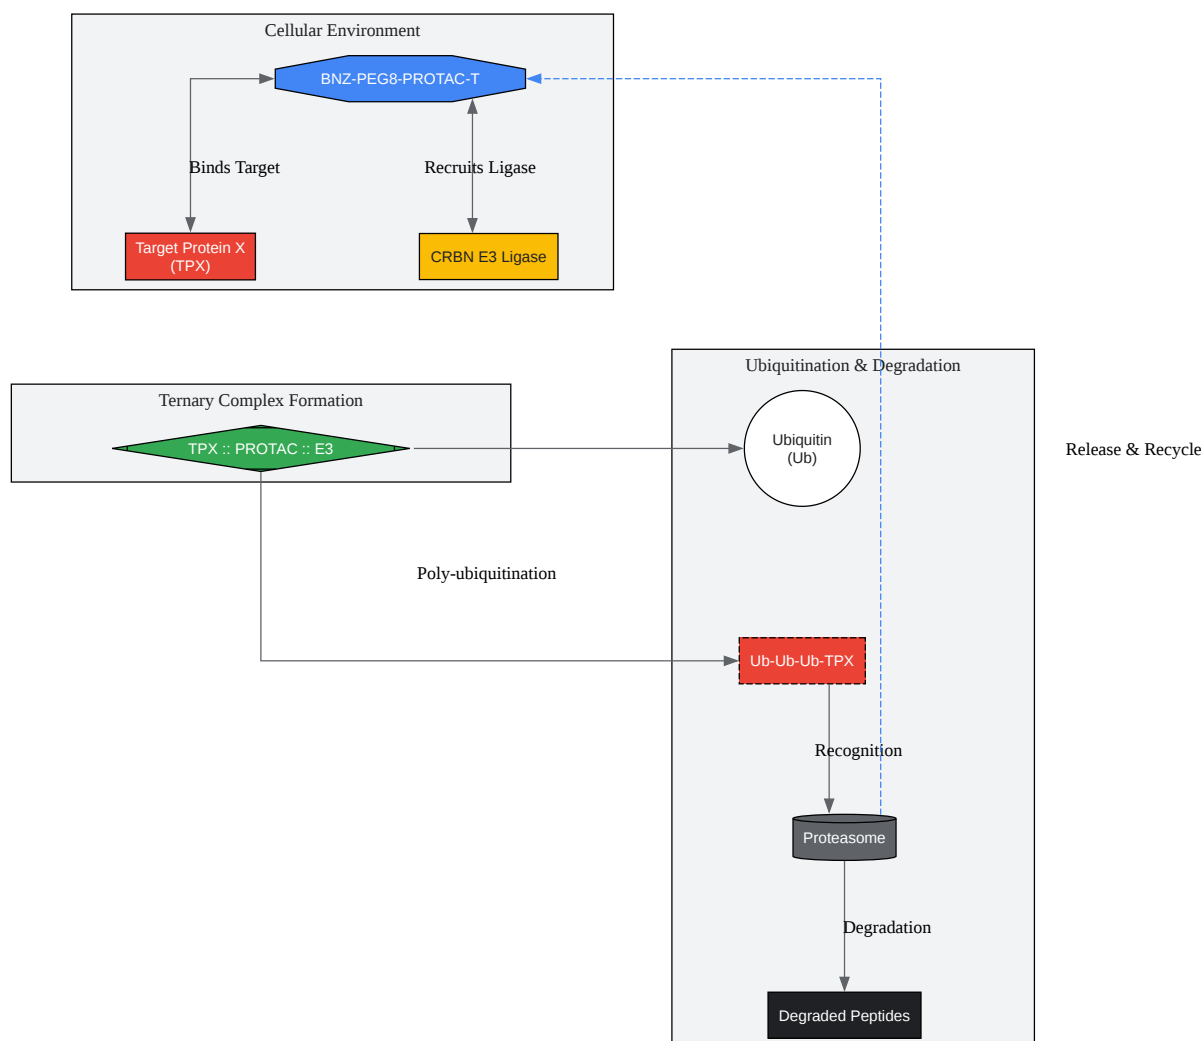 Cellular Environment
BNZ-PEG8-PROTAC-T
Binds Target
Recruits Ligase
Target Protein X
(TPX)
CRBN E3 Ligase
Ubiquitination & Degradation
Ternary Complex Formation
TPX :: PROTAC :: E3
Ubiquitin
(Ub)
Release & Recycle
Poly-ubiquitination
Ub-Ub-Ub-TPX
Recognition
Proteasome
Degradation
Degraded Peptides